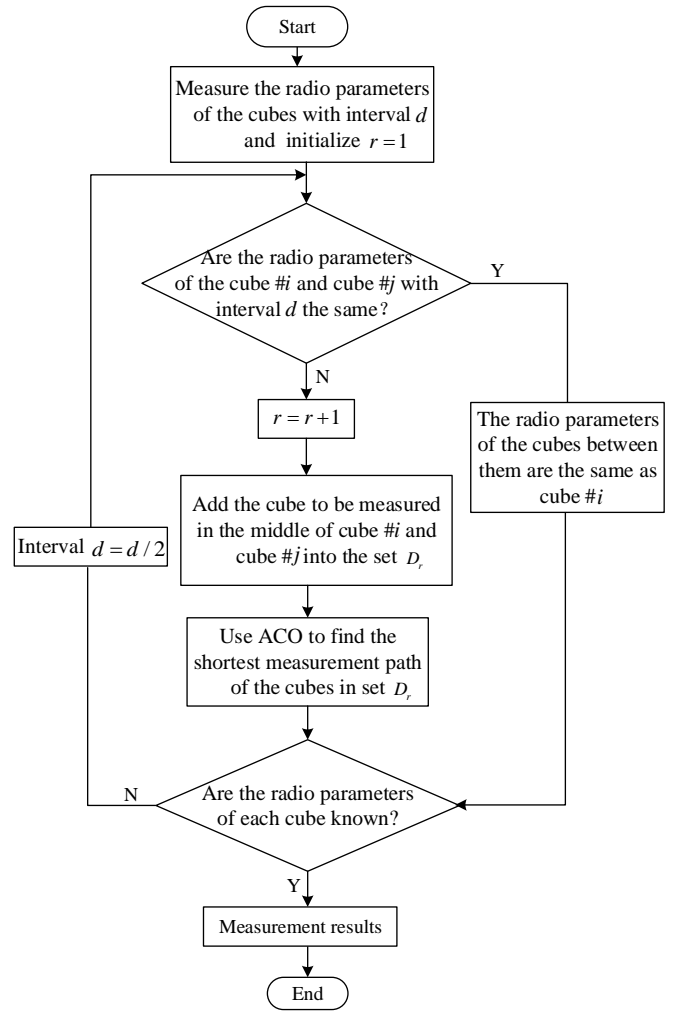 Start
Measure the radio parameters
of the cubes with interval d
and initialize r = 1
Are the radio parameters
of the cube #i and cube #j with
interval d the same?
Y
N
r = r + 1
The radio parameters
of the cubes between
them are the same as
cube #i
Add the cube to be measured
in the middle of cube #i and
cube #j into the set Dᵣ
Interval d = d / 2
Use ACO to find the
shortest measurement path
of the cubes in set Dᵣ
N
Are the radio parameters
of each cube known?
Y
Measurement results
End